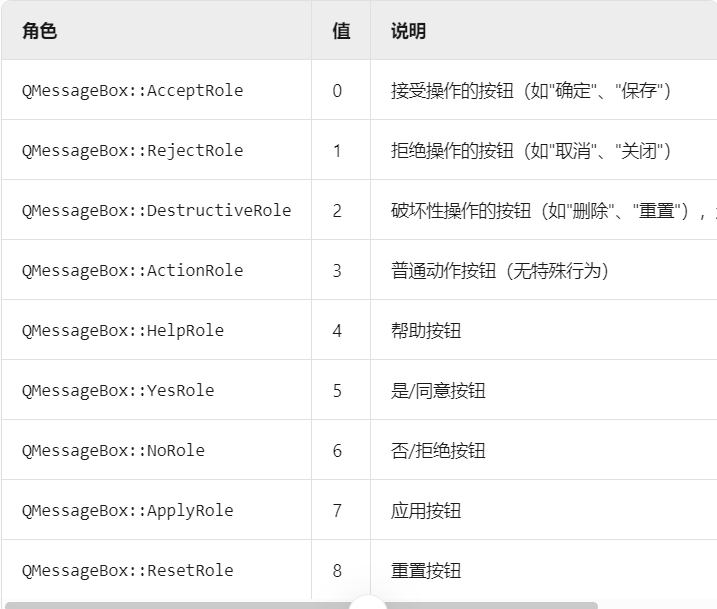 角色 值 说明
QMessageBox::AcceptRole 0 接受操作的按钮（如"确定"、"保存"）
QMessageBox::RejectRole 1 拒绝操作的按钮（如"取消"、"关闭"）
QMessageBox::DestructiveRole 2 破坏性操作的按钮（如"删除"、"重置"），
QMessageBox::ActionRole 3 普通动作按钮（无特殊行为）
QMessageBox::HelpRole 4 帮助按钮
QMessageBox::YesRole 5 是/同意按钮
QMessageBox::NoRole 6 否/拒绝按钮
QMessageBox::ApplyRole 7 应用按钮
QMessageBox::ResetRole 8 重置按钮